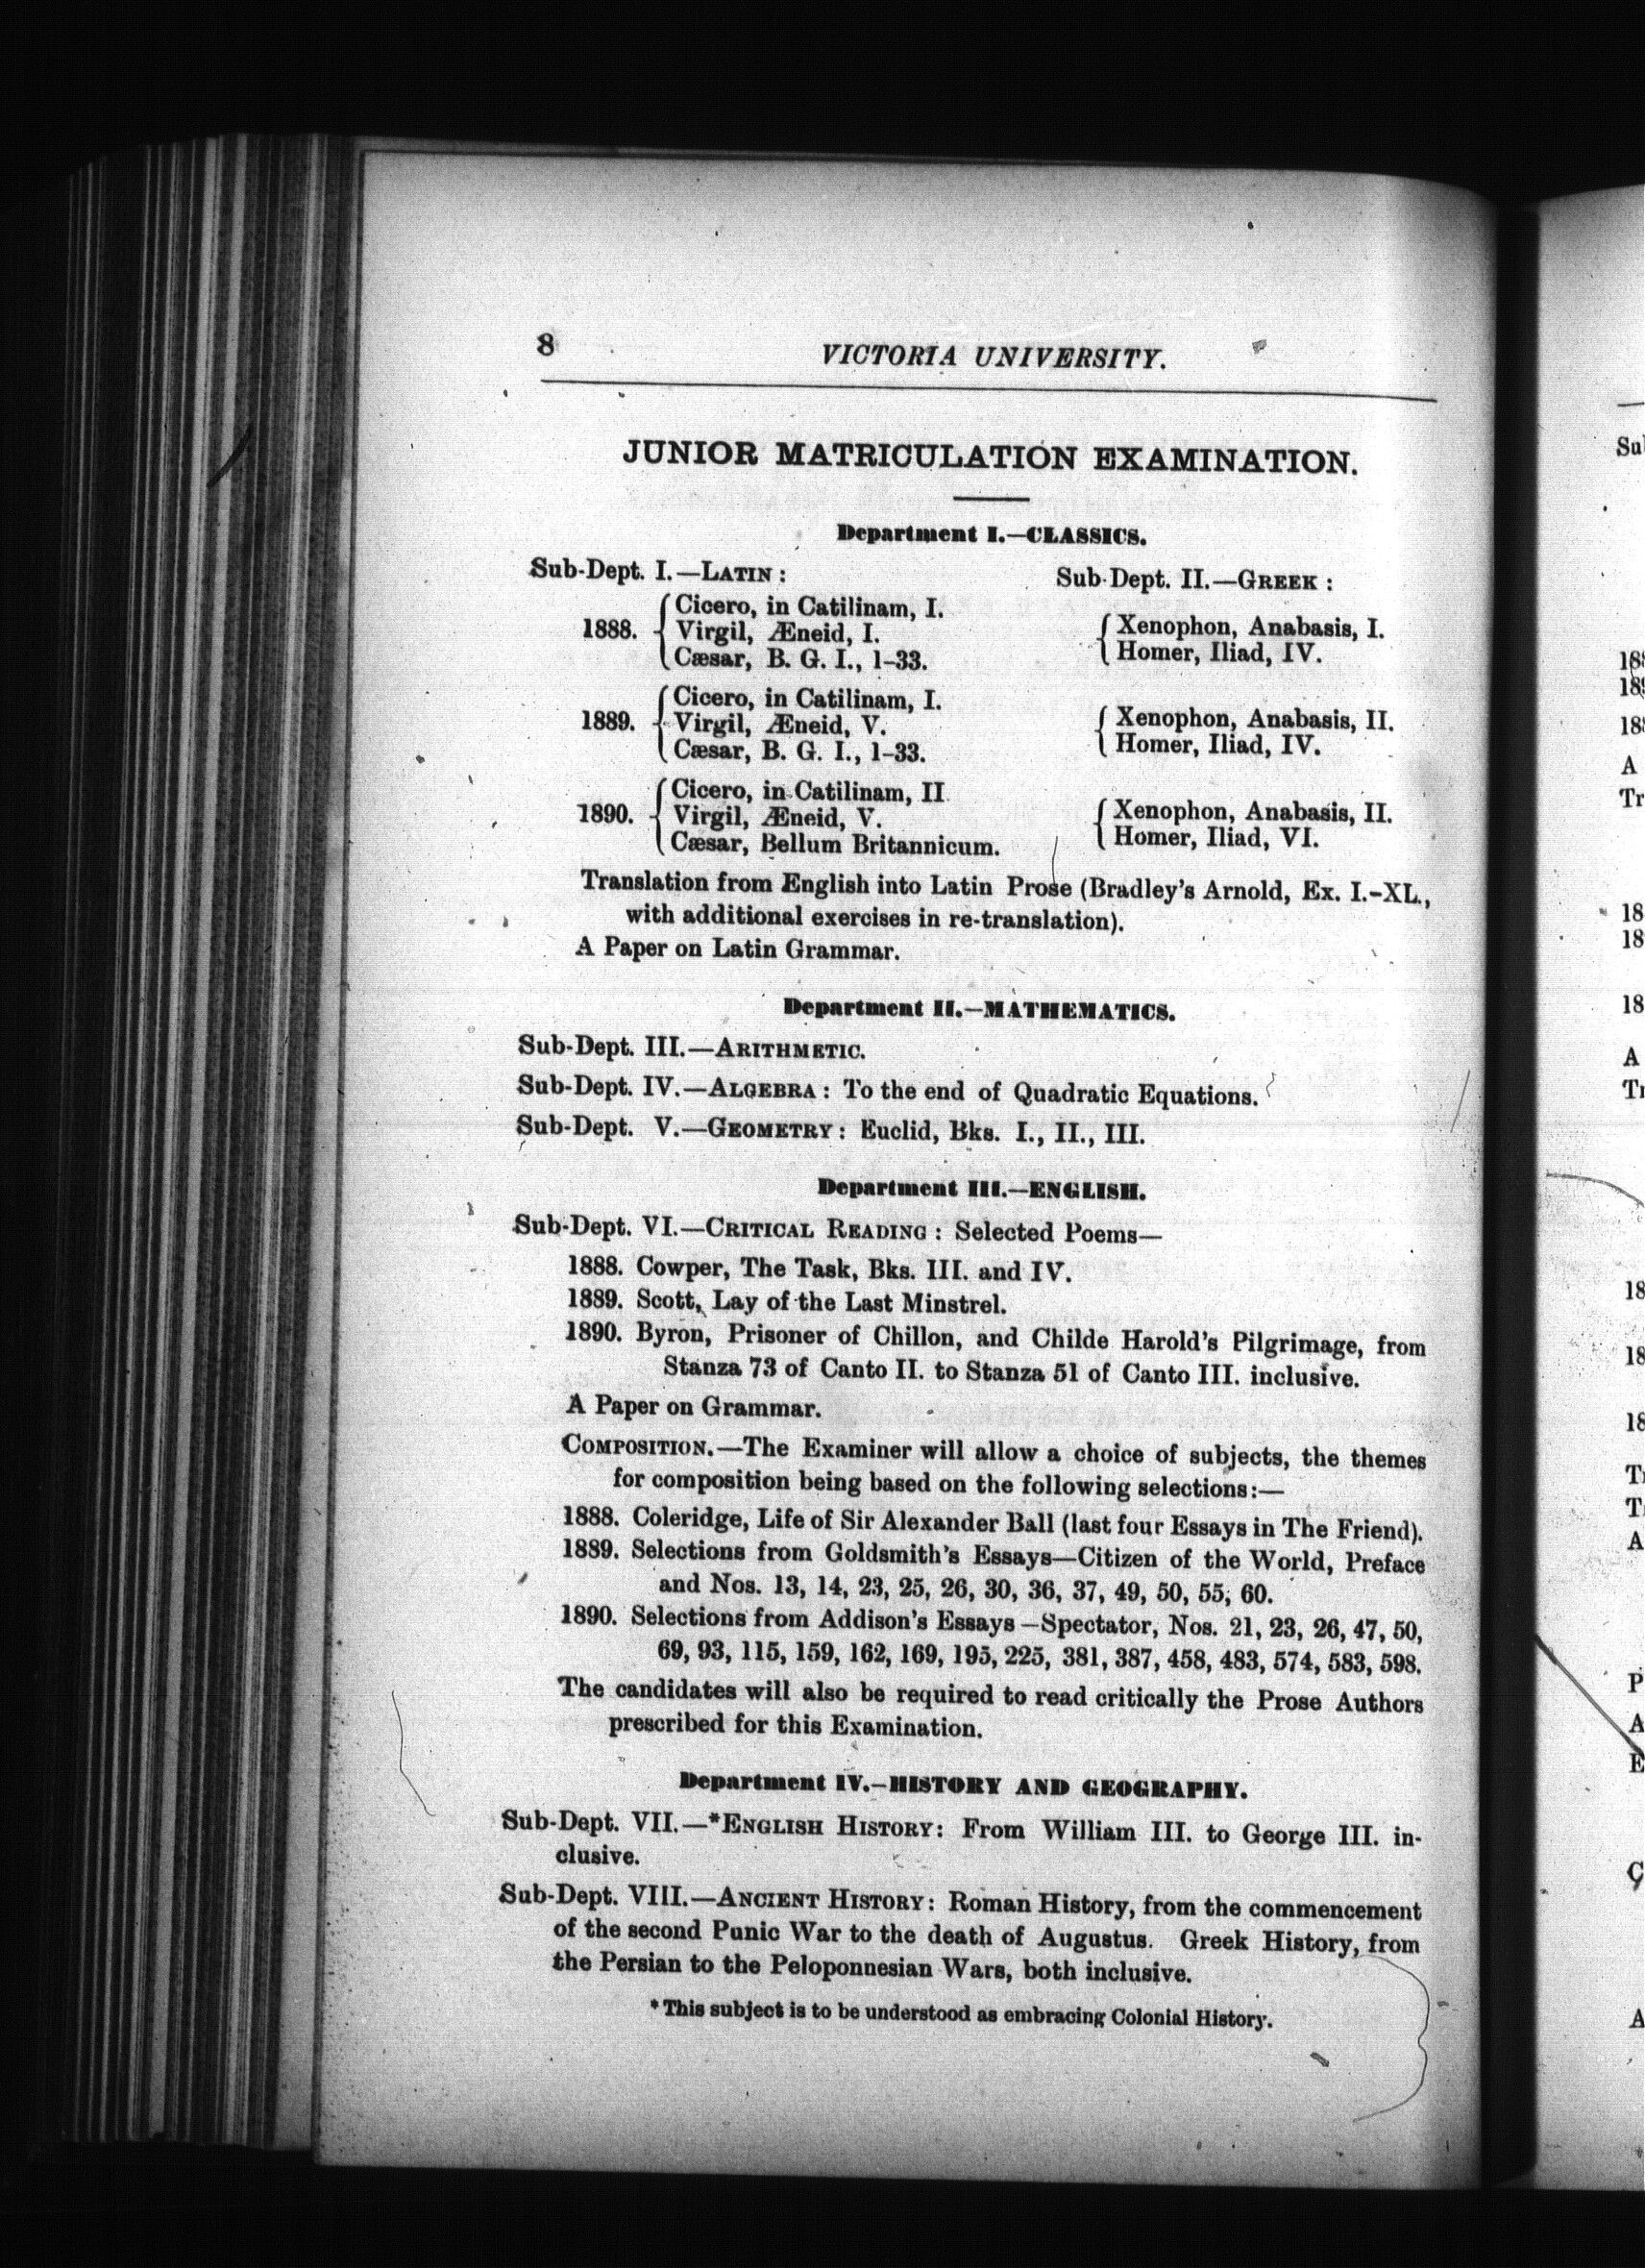 8
VICTORIA UNIVERSITY.
JUNIOR MATRICULATION EXAMINATION.
Department I.—CLASSICS.
Sub-Dept. I.—LATIN :
1888. Cicero, in Catilinam, I.
Virgil, Æneid, I.
Cæsar, B. G. I., 1-33.
1889. Cicero, in Catilinam, I.
Virgil, Æneid, V.
Cæsar, B. G. I., 1-33.
1890. Cicero, in Catilinam, II
Virgil, Æneid, V.
Cæsar, Bellum Britannicum.
Sub-Dept. II.—GREEK :
Xenophon, Anabasis, I.
Homer, Iliad, IV.
Xenophon, Anabasis, II.
Homer, Iliad, IV.
Xenophon, Anabasis, II.
Homer, Iliad, VI.
Translation from English into Latin Prose (Bradley's Arnold, Ex. I.-XL.,
with additional exercises in re-translation).
A Paper on Latin Grammar.
Department II.—MATHEMATICS.
Sub-Dept. III.—ARITHMETIC.
Sub-Dept. IV.—ALGEBRA : To the end of Quadratic Equations.
Sub-Dept. V.—GEOMETRY : Euclid, Bks. I., II., III.
Department III.—ENGLISH.
Sub-Dept. VI.—CRITICAL READING : Selected Poems—
1888. Cowper, The Task, Bks. III. and IV.
1889. Scott, Lay of the Last Minstrel.
1890. Byron, Prisoner of Chillon, and Childe Harold's Pilgrimage, from
Stanza 73 of Canto II. to Stanza 51 of Canto III. inclusive.
A Paper on Grammar.
COMPOSITION.—The Examiner will allow a choice of subjects, the themes
for composition being based on the following selections:—
1888. Coleridge, Life of Sir Alexander Ball (last four Essays in The Friend).
1889. Selections from Goldsmith's Essays—Citizen of the World, Preface
and Nos. 13, 14, 23, 25, 26, 30, 36, 37, 49, 50, 55, 60.
1890. Selections from Addison's Essays—Spectator, Nos. 21, 23, 26, 47, 50,
69, 93, 115, 159, 162, 169, 195, 225, 381, 387, 458, 483, 574, 583, 598.
The candidates will also be required to read critically the Prose Authors
prescribed for this Examination.
Department IV.—HISTORY AND GEOGRAPHY.
Sub-Dept. VII.—*ENGLISH HISTORY: From William III. to George III. in-
clusive.
Sub-Dept. VIII.—ANCIENT HISTORY: Roman History, from the commencement
of the second Punic War to the death of Augustus. Greek History, from
the Persian to the Peloponnesian Wars, both inclusive.
*This subject is to be understood as embracing Colonial History.